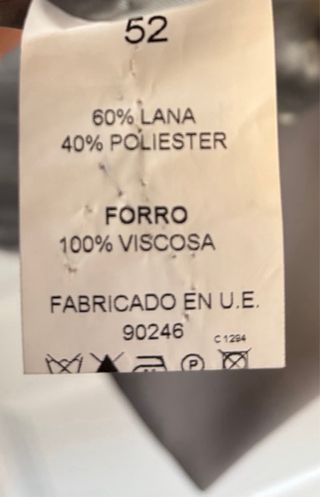 52
60% LANA
40% POLIESTER
FORRO
100% VISCOSA
FABRICADO EN U.E.
90246
C 1294
P